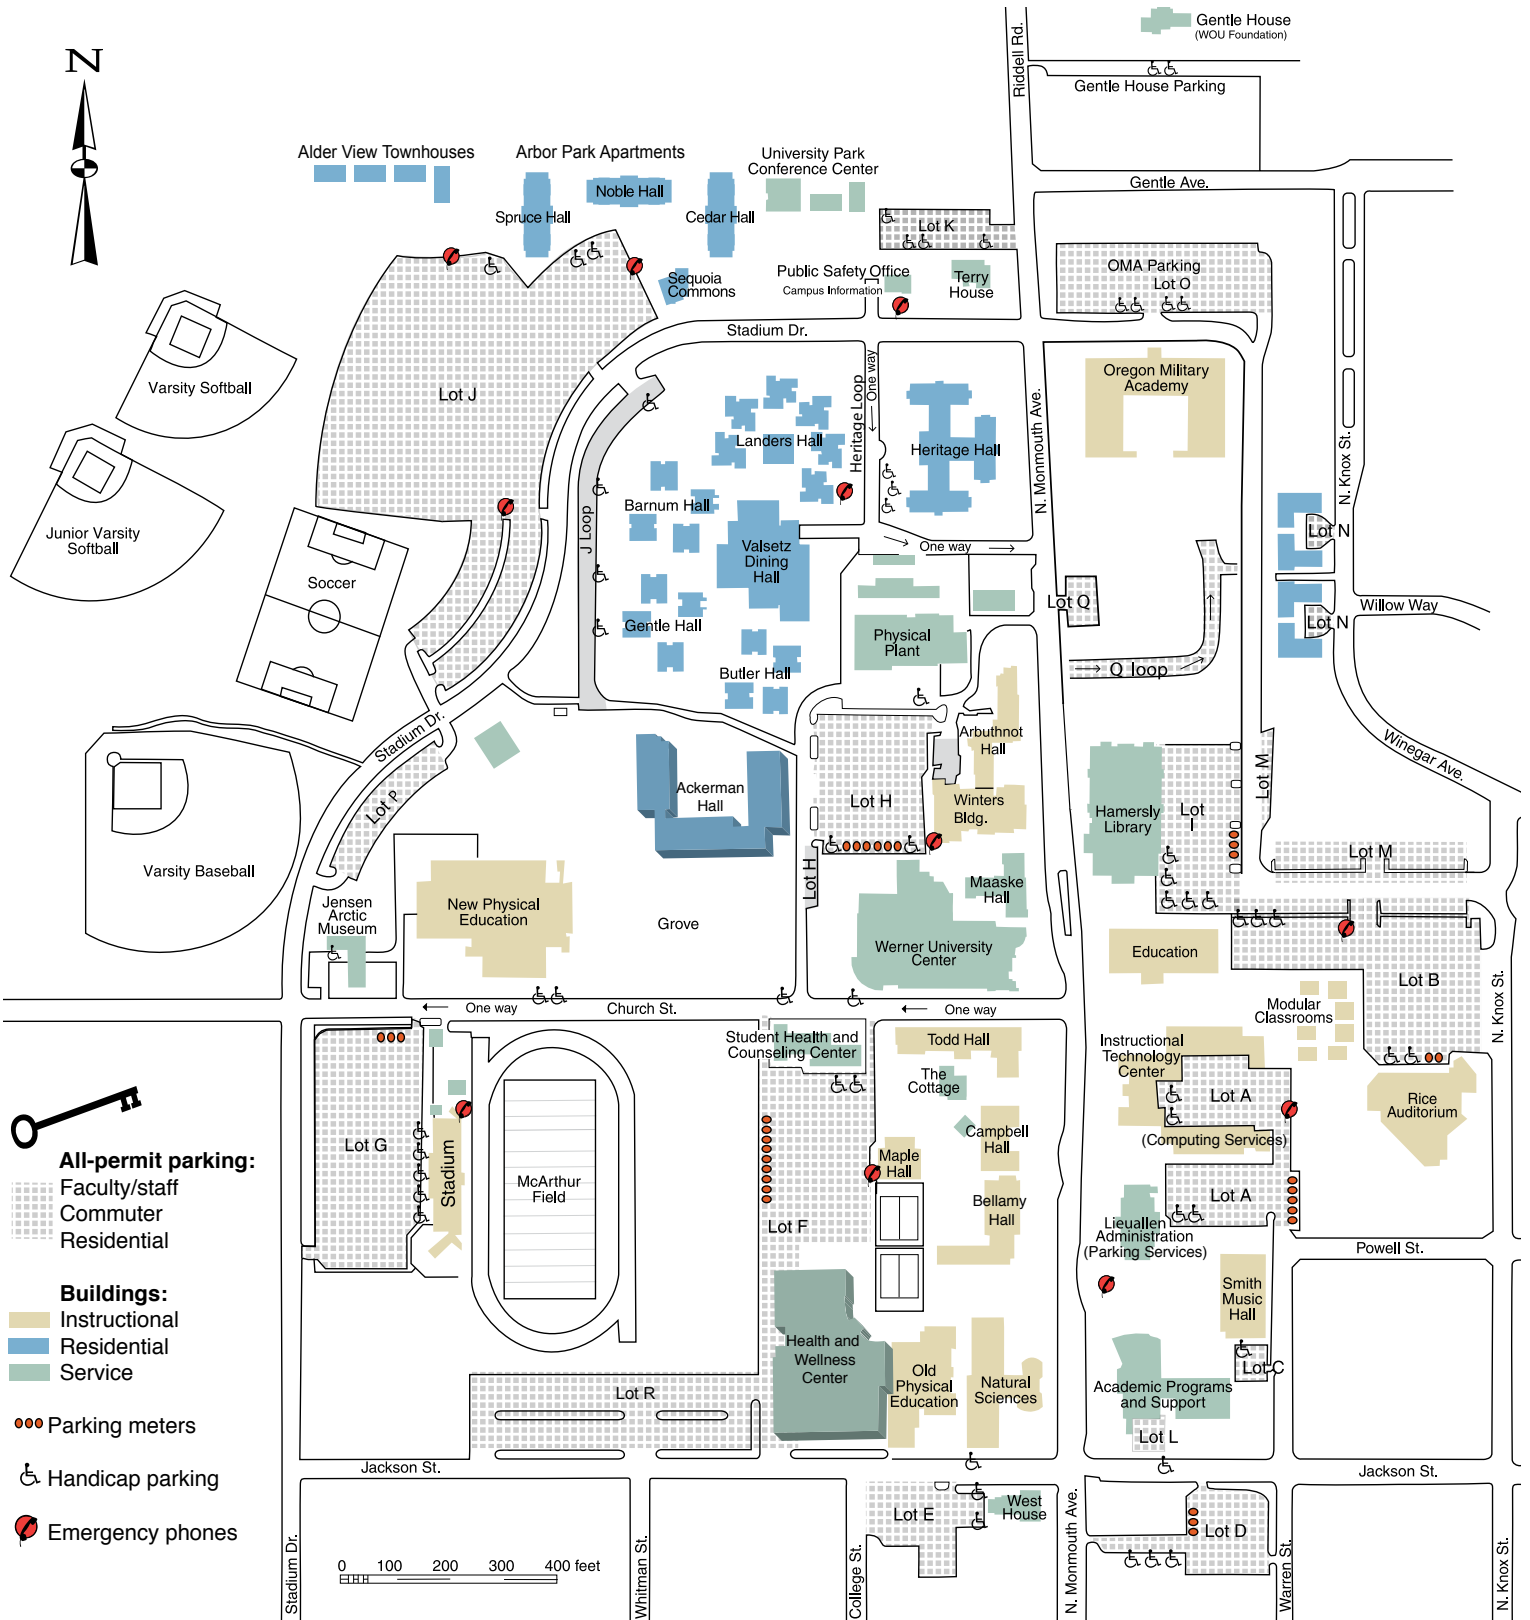 Gentle House
(WOU Foundation)
Riddell Rd.
Gentle House Parking
N
Alder View Townhouses
Arbor Park Apartments
University Park
Conference Center
Noble Hall
Spruce Hall
Cedar Hall
Gentle Ave.
Lot K
Sequoia
Commons
Public Safety Office
Campus Information
Terry
House
OMA Parking
Lot O
Stadium Dr.
Varsity Softball
Lot J
Heritage Loop
One way
Oregon Military
Academy
Landers Hall
Heritage Hall
N. Monmouth Ave.
N. Knox St.
Barnum Hall
Junior Varsity
Softball
J Loop
Valsetz
Dining
Hall
One way
Lot N
Soccer
Lot Q
Willow Way
Gentle Hall
Physical
Plant
Lot N
Butler Hall
Q loop
Stadium Dr.
Arbuthnot
Hall
Winegar Ave.
Lot P
Ackerman
Hall
Lot H
Winters
Bldg.
Hamersly
Library
Lot
I
Lot M
Lot M
Varsity Baseball
Lot H
Maaske
Hall
Jensen
Arctic
Museum
New Physical
Education
Grove
Werner University
Center
Education
Lot B
Modular
Classrooms
N. Knox St.
One way
Church St.
One way
Student Health and
Counseling Center
Todd Hall
Instructional
Technology
Center
The
Cottage
Lot A
Rice
Auditorium
Lot G
Stadium
McArthur
Field
Campbell
Hall
(Computing Services)
Maple
Hall
All-permit parking:
Faculty/staff
Commuter
Residential
Lot F
Bellamy
Hall
Lot A
Lieuallen
Administration
(Parking Services)
Powell St.
Smith
Music
Hall
Buildings:
Instructional
Residential
Service
Health and
Wellness
Center
Old
Physical
Education
Natural
Sciences
Lot C
Academic Programs
and Support
Lot R
Parking meters
Lot L
Jackson St.
Jackson St.
Handicap parking
Lot E
West
House
Lot D
Emergency phones
0 100 200 300 400 feet
Stadium Dr.
Whitman St.
College St.
N. Monmouth Ave.
Warren St.
N. Knox St.